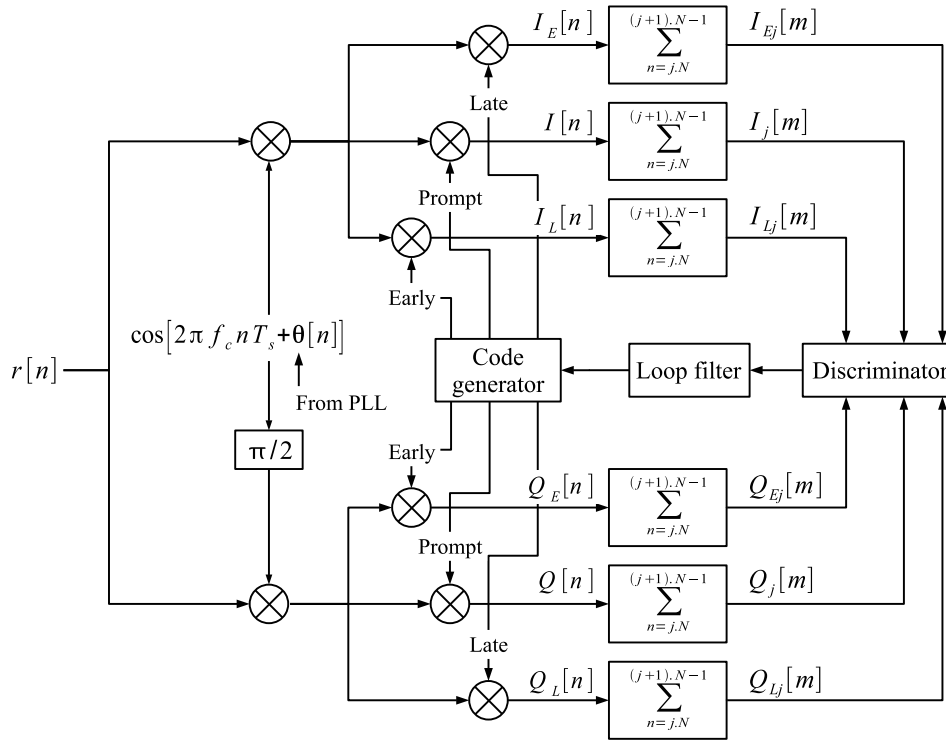 I_E[n]
(j+1).N−1
∑
n=j.N
I_Ej[m]
Late
I[n]
(j+1).N−1
∑
n=j.N
I_j[m]
Prompt
I_L[n]
(j+1).N−1
∑
n=j.N
I_Lj[m]
Early
cos[2π f_c n T_s+θ[n]]
r[n]
From PLL
Code
generator
Loop filter
Discriminator
π/2
Early
Q_E[n]
(j+1).N−1
∑
n=j.N
Q_Ej[m]
Prompt
Q[n]
(j+1).N−1
∑
n=j.N
Q_j[m]
Late
Q_L[n]
(j+1).N−1
∑
n=j.N
Q_Lj[m]